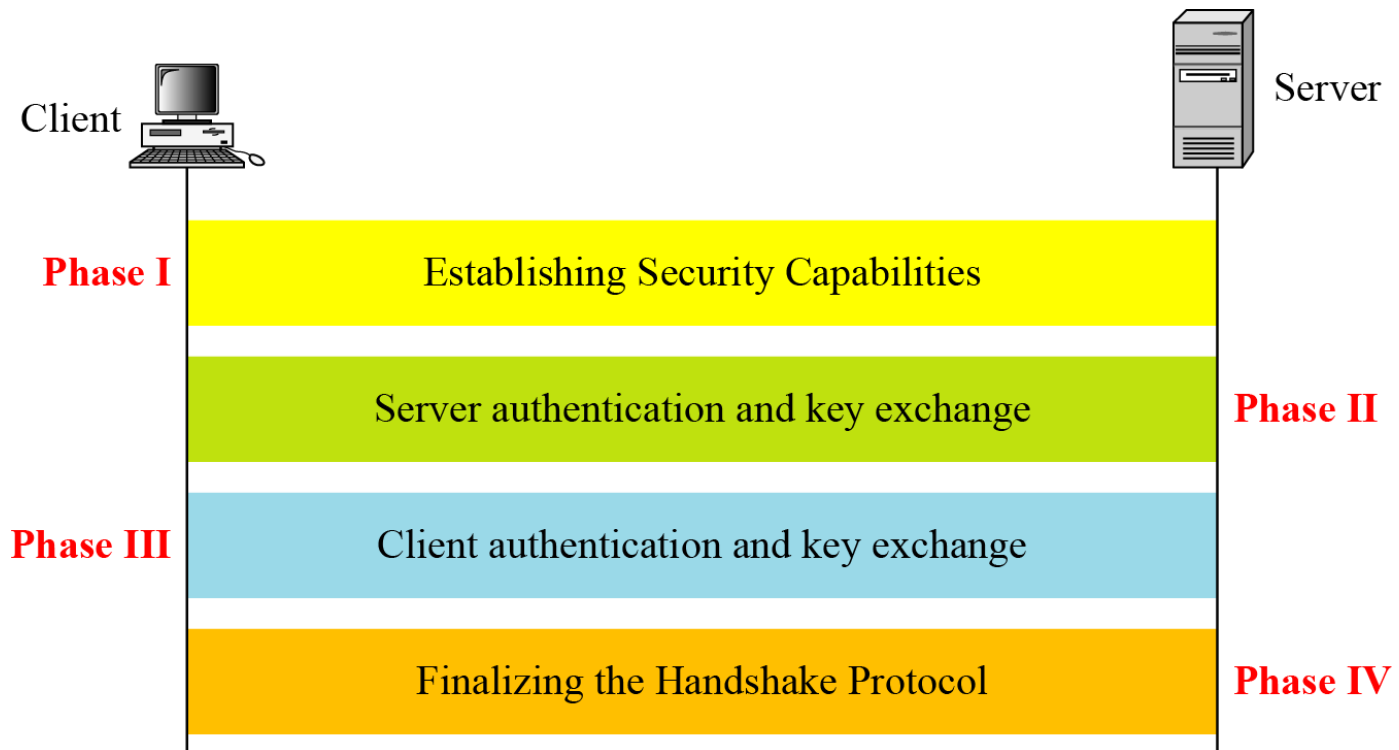 Client
Server
Phase I
Establishing Security Capabilities
Server authentication and key exchange
Phase II
Phase III
Client authentication and key exchange
Finalizing the Handshake Protocol
Phase IV